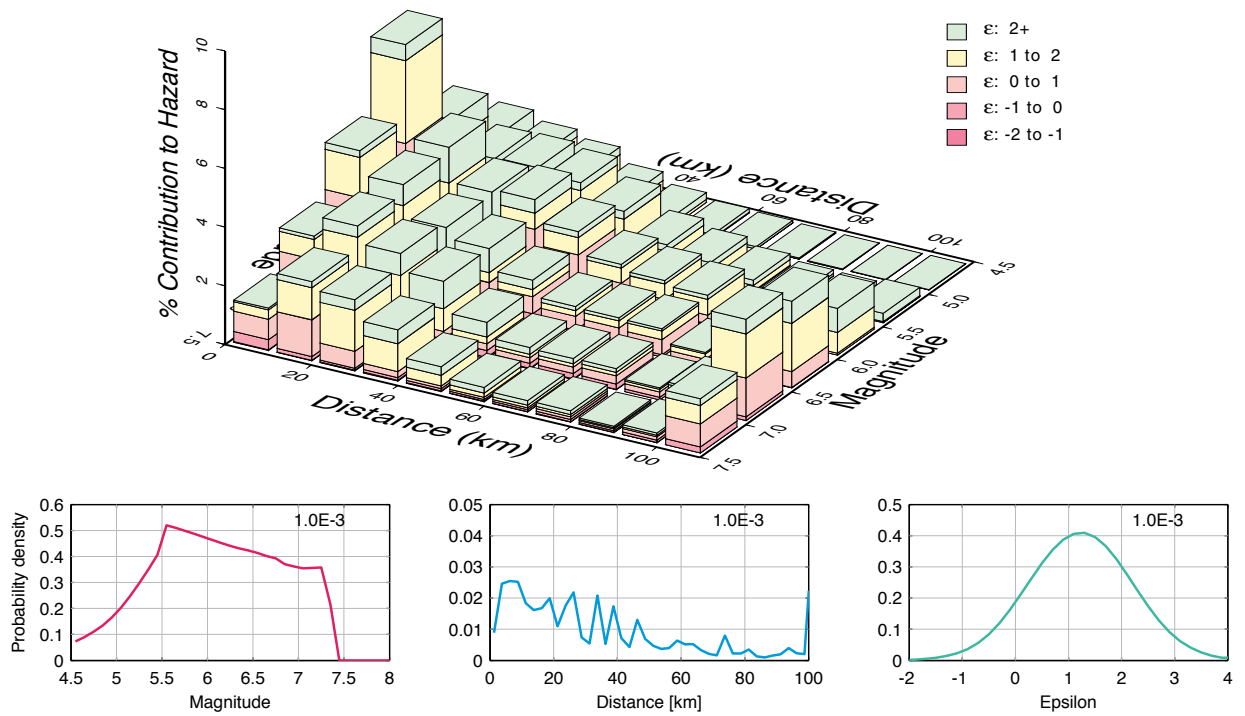 ε: 2+
ε: 1 to 2
ε: 0 to 1
ε: -1 to 0
ε: -2 to -1
% Contribution to Hazard
10
8
6
4
2
7.5
0
20
40
60
80
100
Distance (km)
40
60
80
100
Distance (km)
4.5
5.0
5.5
6.0
6.5
7.0
7.5
Magnitude
de
Probability density
0.6
0.5
0.4
0.3
0.2
0.1
0
1.0E-3
4.5 5 5.5 6 6.5 7 7.5 8
Magnitude
0.05
0.04
0.03
0.02
0.01
0
1.0E-3
0 20 40 60 80 100
Distance [km]
0.5
0.4
0.3
0.2
0.1
0
1.0E-3
-2 -1 0 1 2 3 4
Epsilon